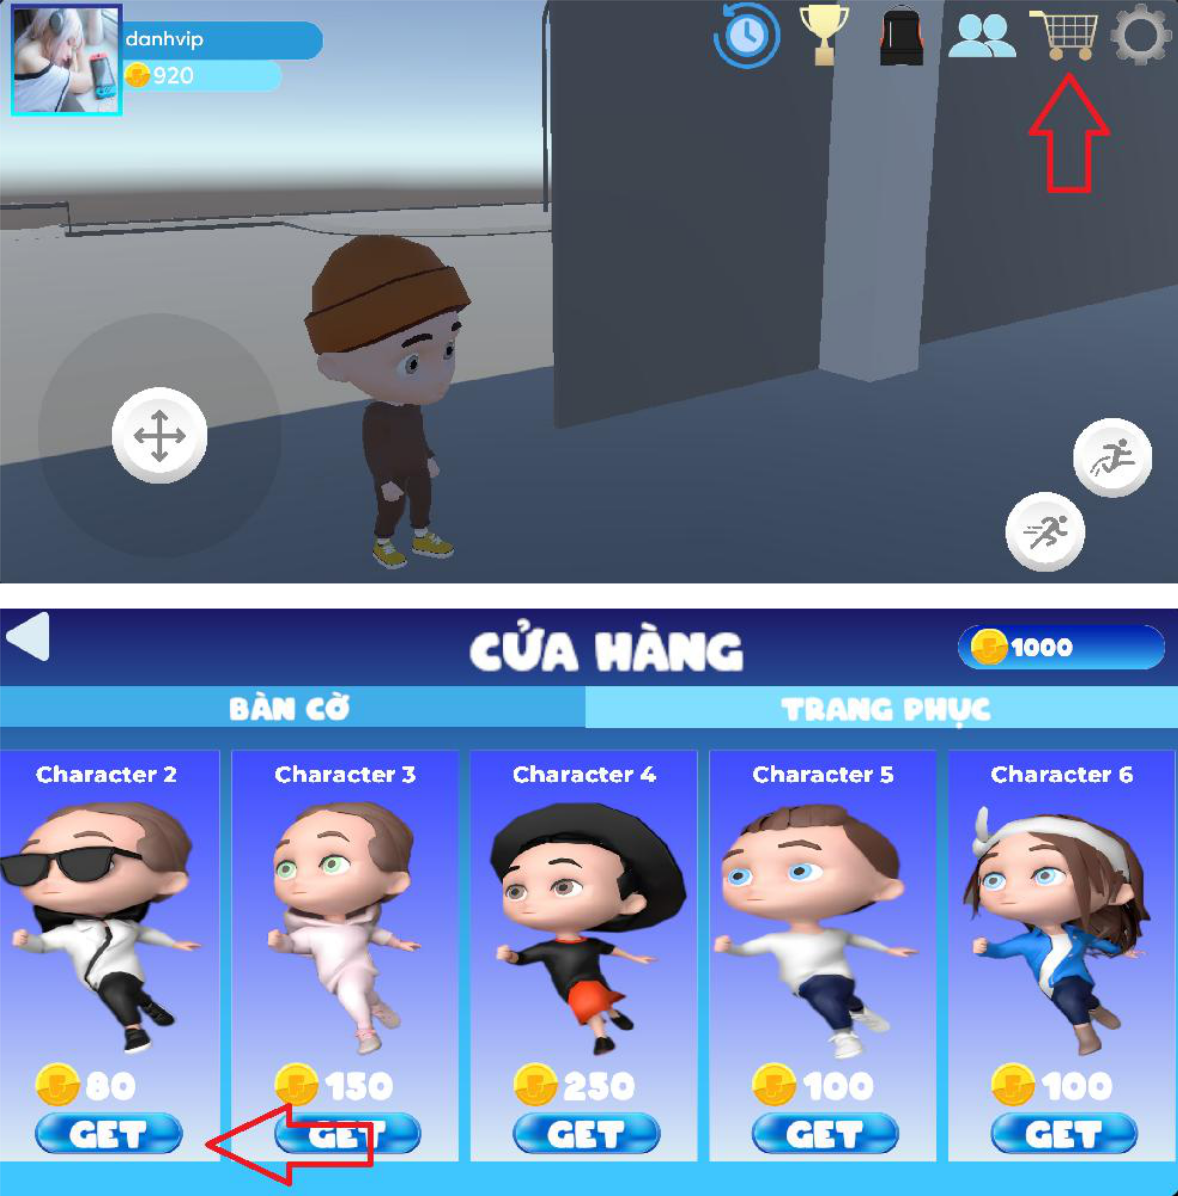 danhvip
920
CỬA HÀNG
1000
BÀN CỜ
TRANG PHỤC
Character 2
Character 3
Character 4
Character 5
Character 6
80
150
250
100
100
GET
GET
GET
GET
GET